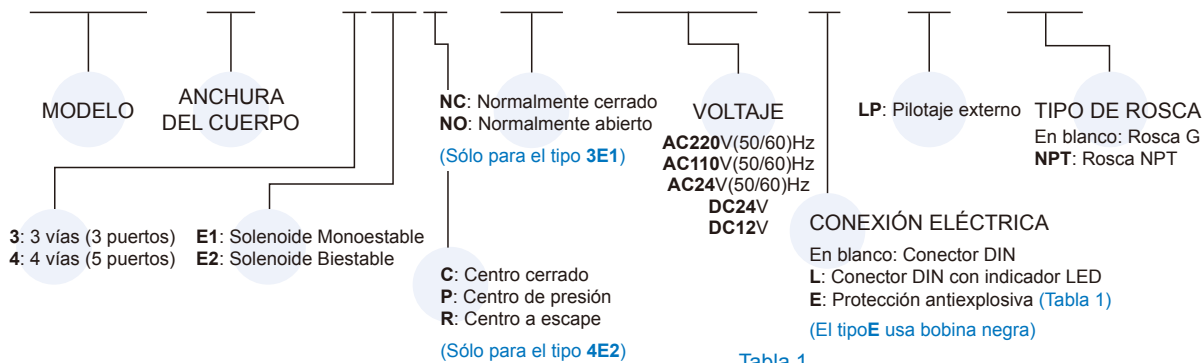 MODELO
ANCHURA
DEL CUERPO
NC: Normalmente cerrado
NO: Normalmente abierto
(Sólo para el tipo 3E1)
VOLTAJE
AC220V(50/60)Hz
AC110V(50/60)Hz
AC24V(50/60)Hz
DC24V
DC12V
LP: Pilotaje externo
TIPO DE ROSCA
En blanco: Rosca G
NPT: Rosca NPT
3: 3 vías (3 puertos)
4: 4 vías (5 puertos)
E1: Solenoide Monoestable
E2: Solenoide Biestable
C: Centro cerrado
P: Centro de presión
R: Centro a escape
(Sólo para el tipo 4E2)
CONEXIÓN ELÉCTRICA
En blanco: Conector DIN
L: Conector DIN con indicador LED
E: Protección antiexplosiva (Tabla 1)
(El tipoE usa bobina negra)
Tabla 1